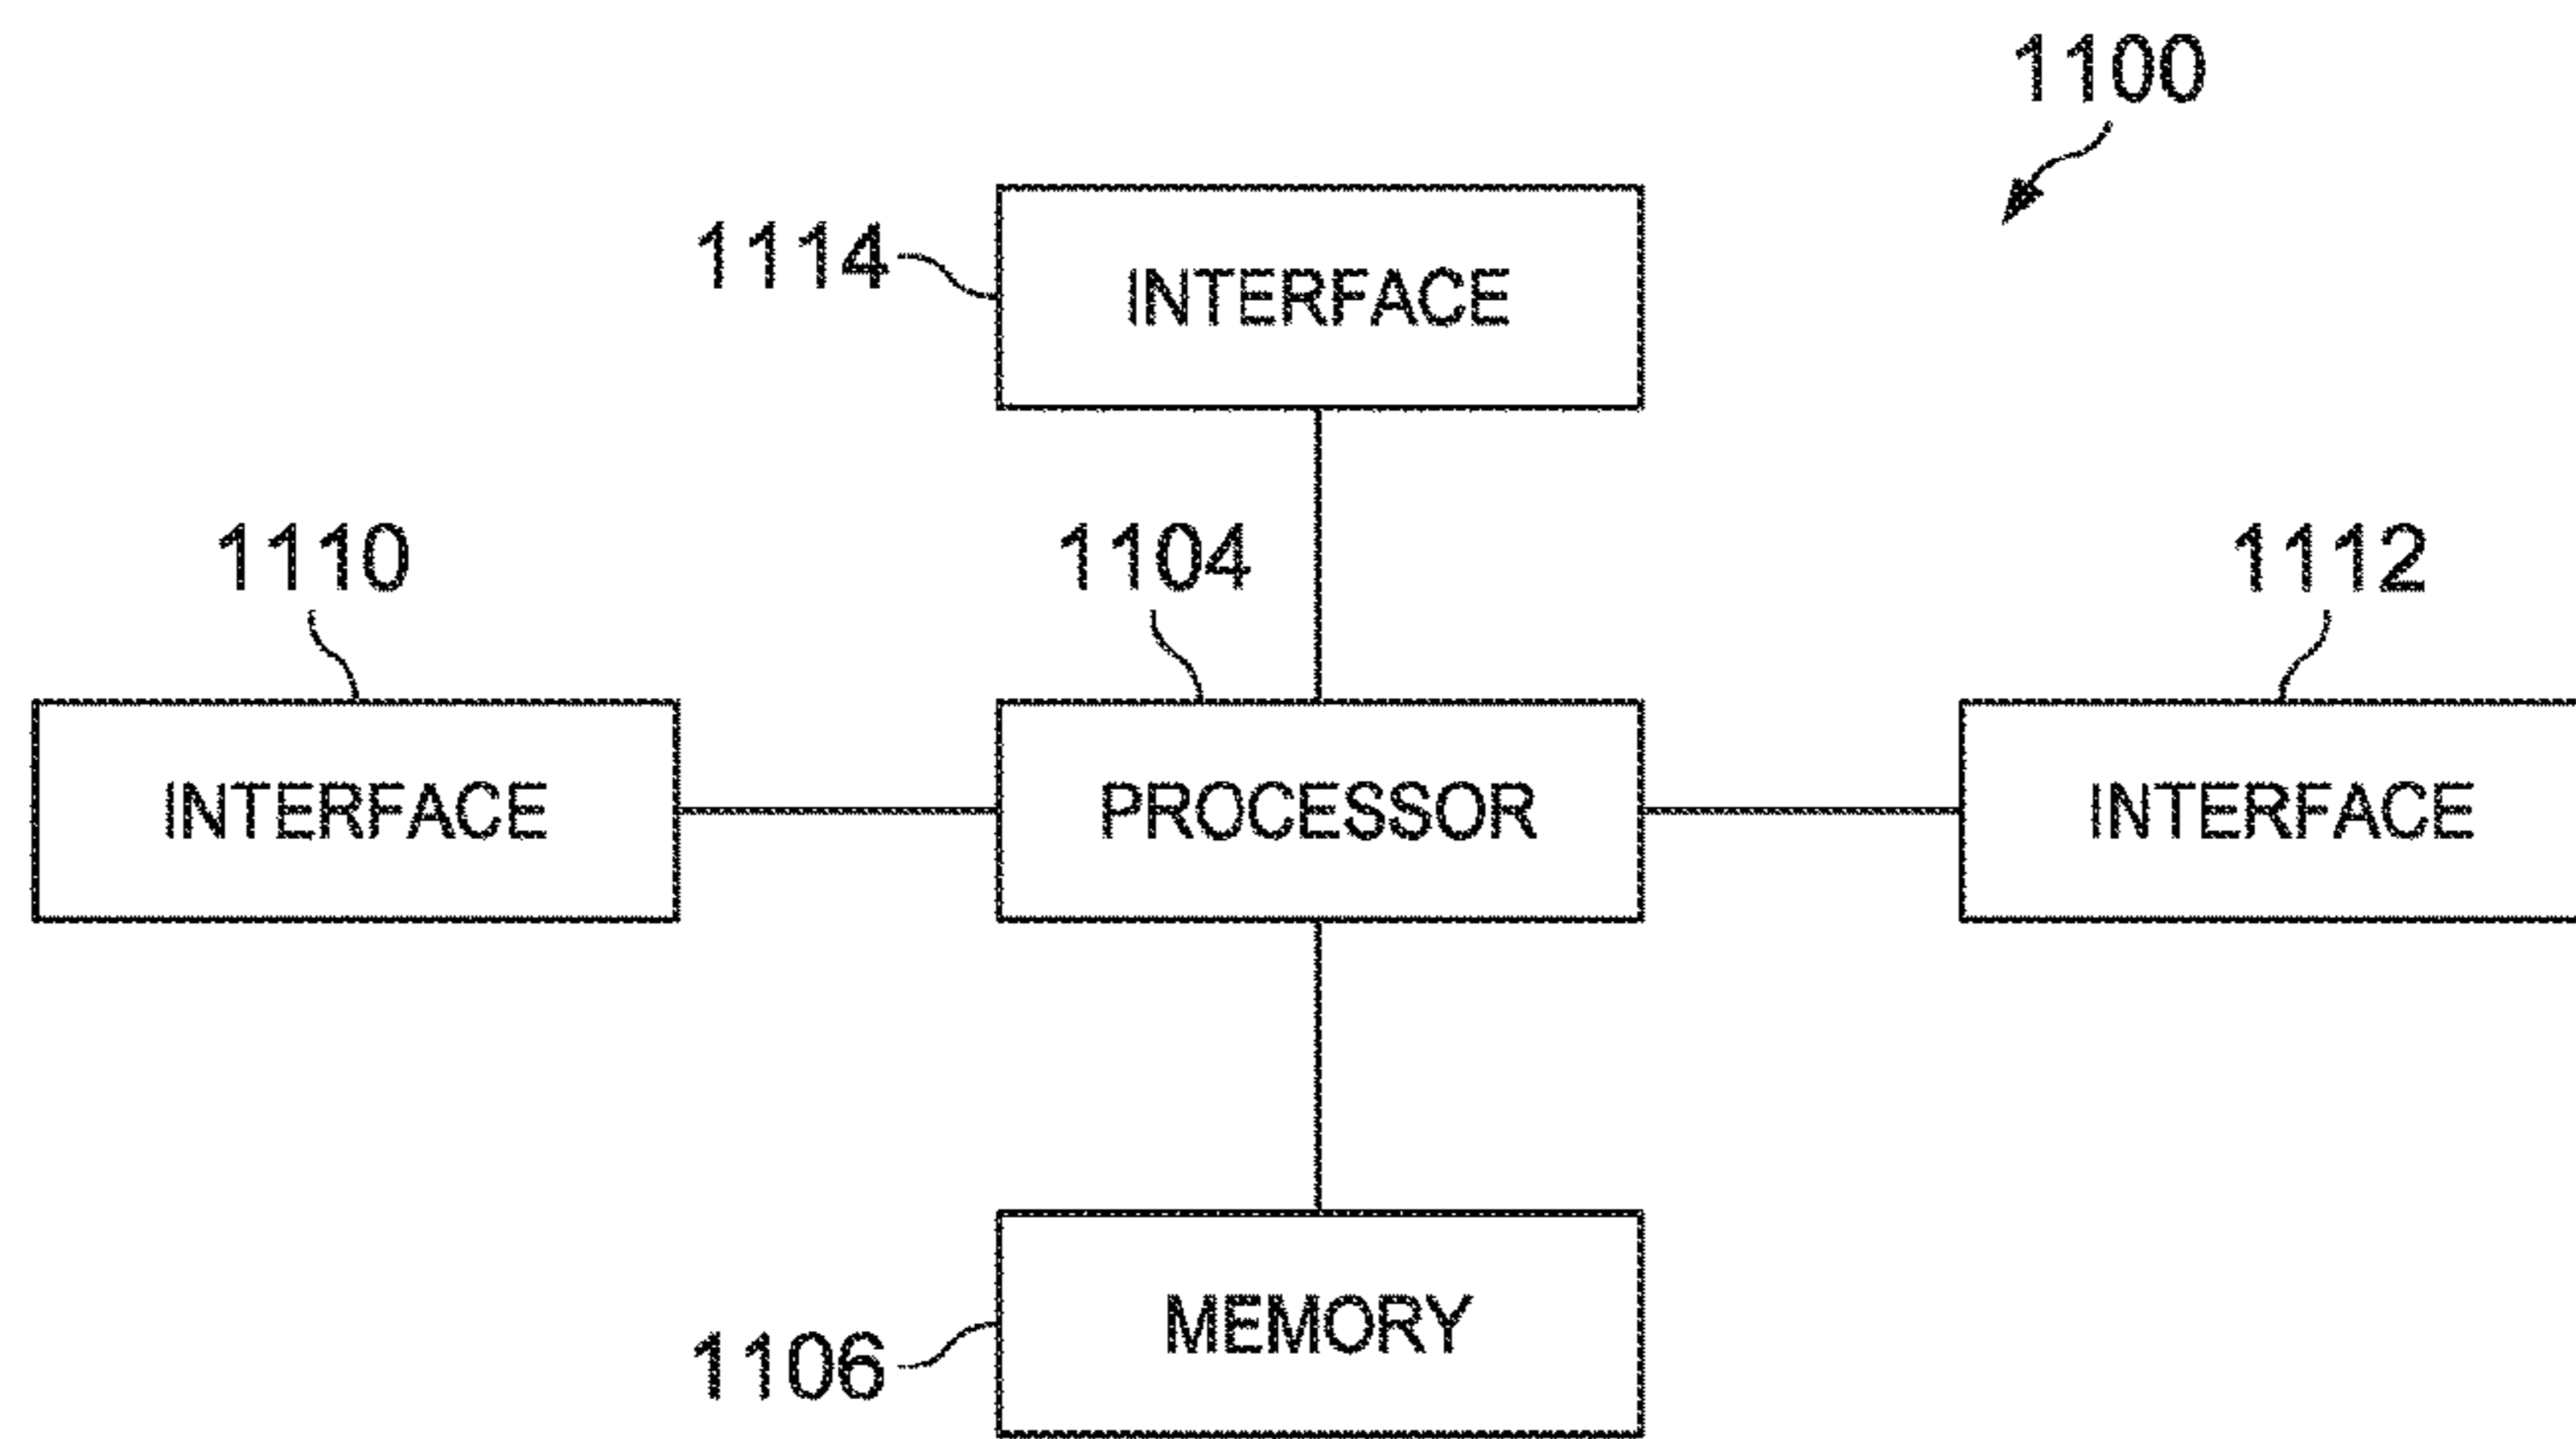 1100
1114
INTERFACE
1110
1104
1112
INTERFACE
PROCESSOR
INTERFACE
MEMORY
1106